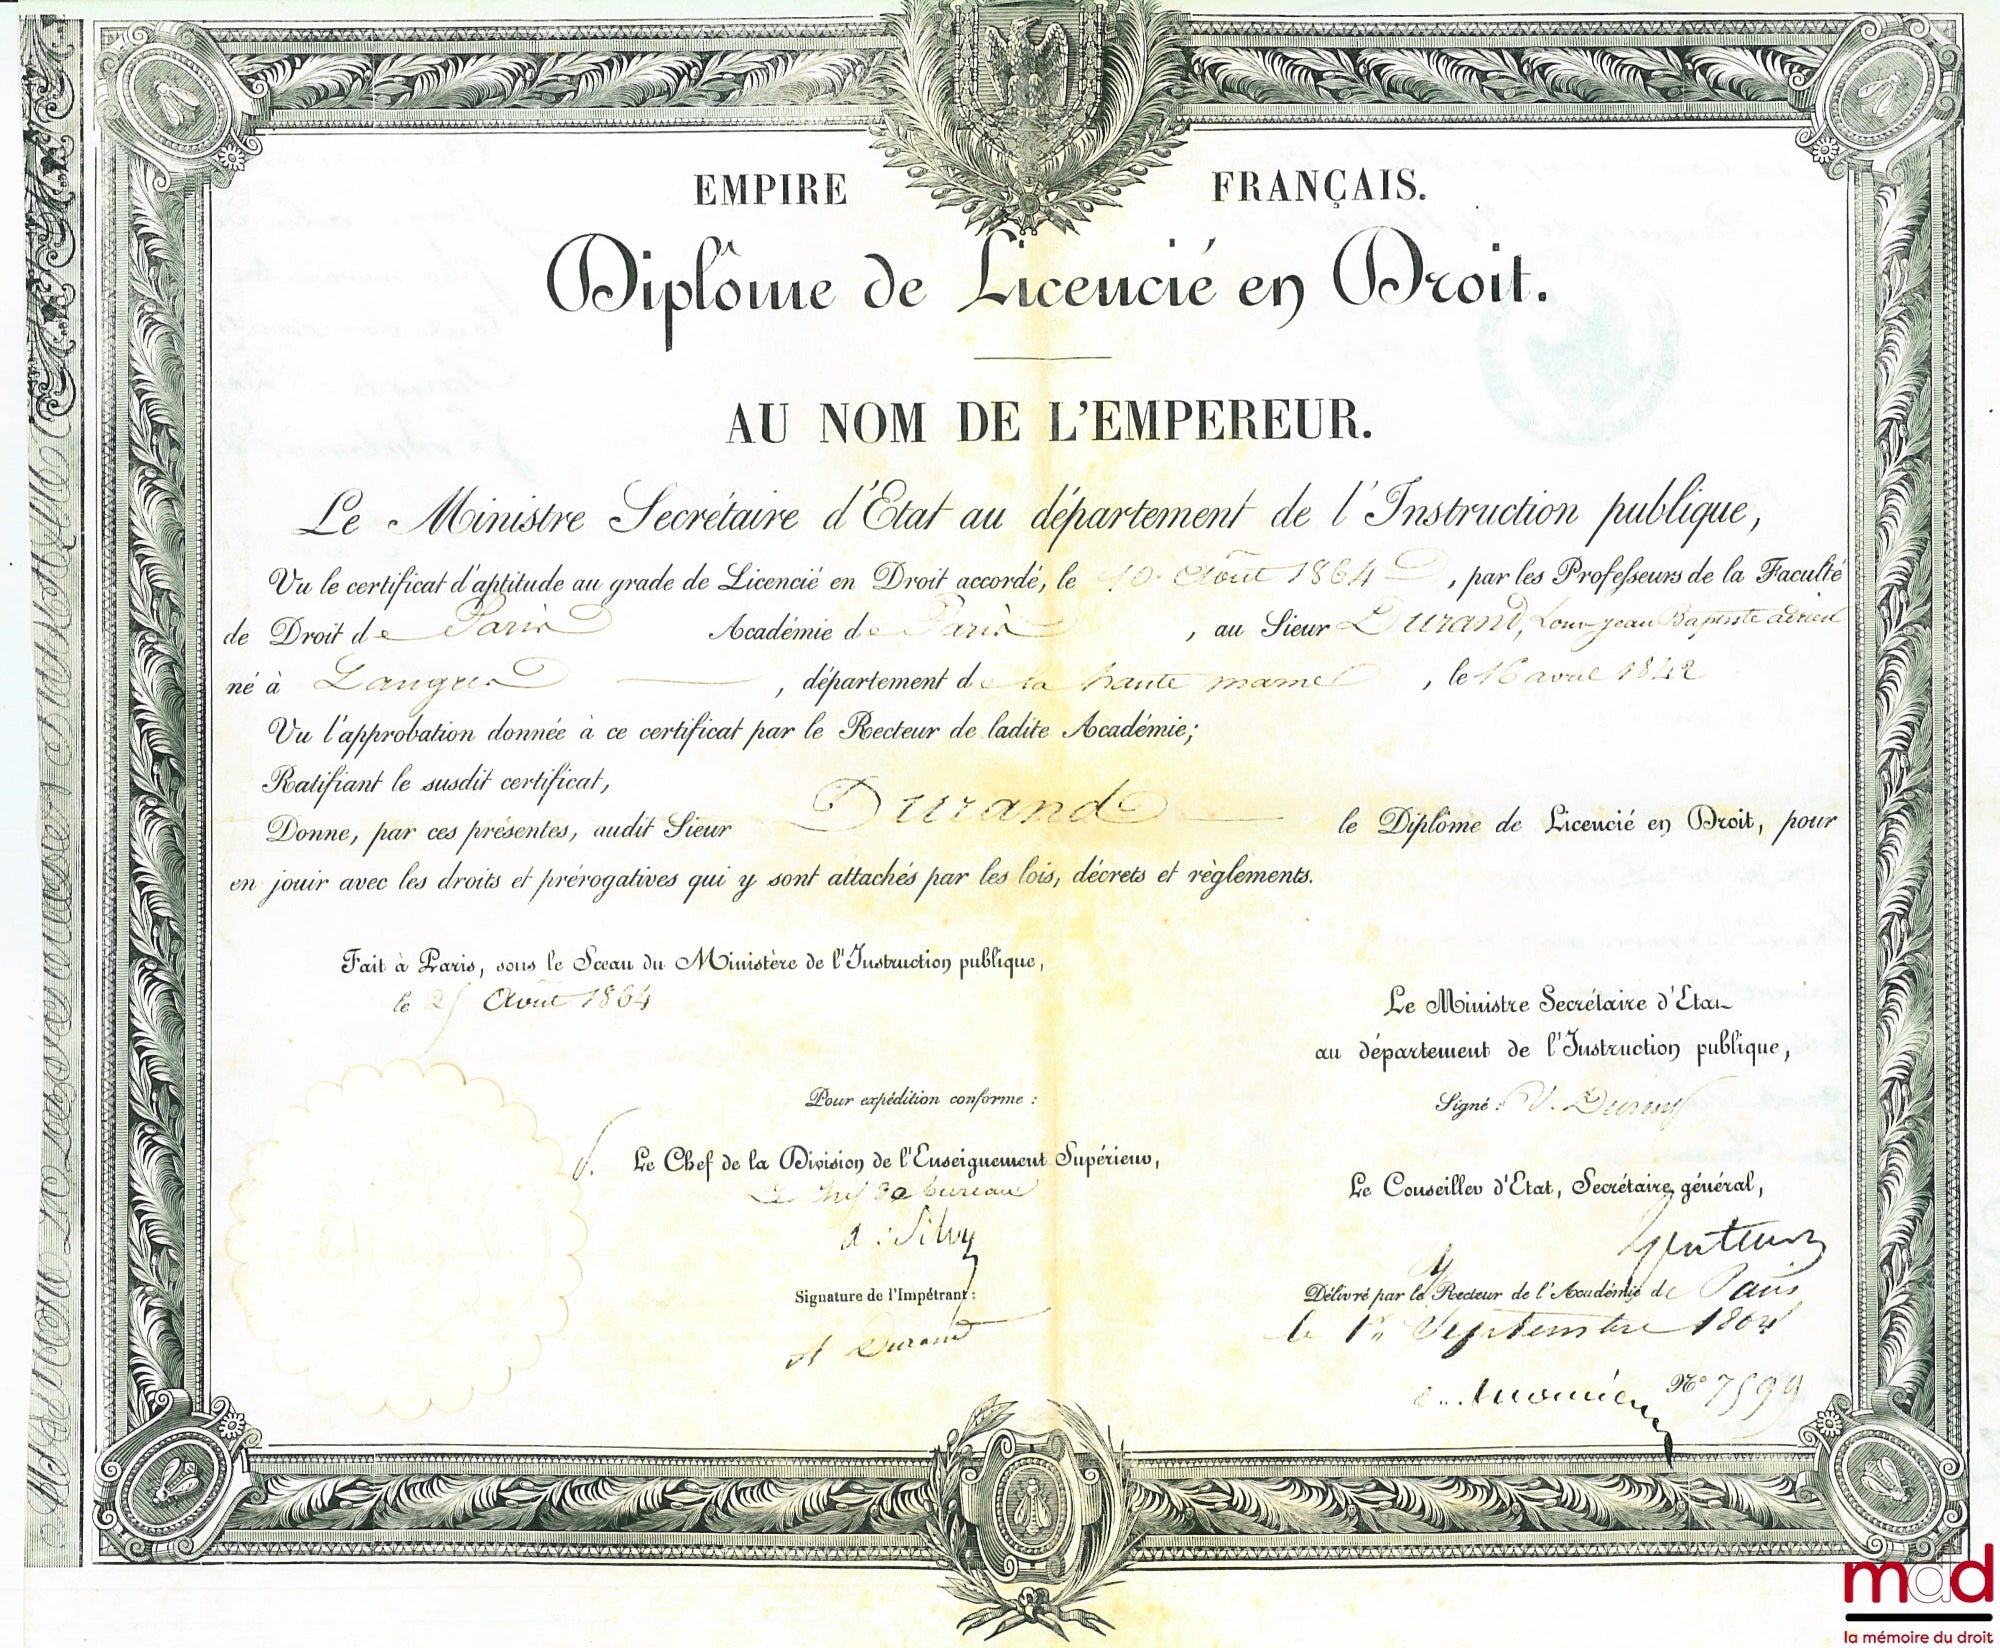 EMPIRE FRANÇAIS.
Diplôme de Licencié en Droit.
AU NOM DE L'EMPEREUR.
Le Ministre Secrétaire d'Etat au département de l'Instruction publique,
Vu le certificat d'aptitude au grade de Licencié en Droit accordé, le 10 Août 1864, par les Professeurs de la Faculté
de Droit de Paris Académie de Paris, au Sieur Durand, Louis Jean Baptiste adrien
né à Langres, département de la haute marne, le 16 avril 1842
Vu l'approbation donnée à ce certificat par le Recteur de ladite Académie;
Ratifiant le susdit certificat,
Donne, par ces présentes, audit Sieur Durand le Diplôme de Licencié en Droit, pour
en jouir avec les droits et prérogatives qui y sont attachés par les lois, décrets et règlements.
Fait à Paris, sous le Sceau du Ministère de l'Instruction publique,
le 25 Août 1864
Le Ministre Secrétaire d'Etat
au département de l'Instruction publique,
Signé: V. Duruy
Pour expédition conforme:
Le Chef de la Division de l'Enseignement Supérieur,
Le chef de bureau
Le Conseiller d'Etat, Secrétaire général,
Signature de l'Impétrant:
A Durand
Délivré par le Recteur de l'Académie de Paris
le 1er Septembre 1864
No 7599
mdd
la mémoire du droit